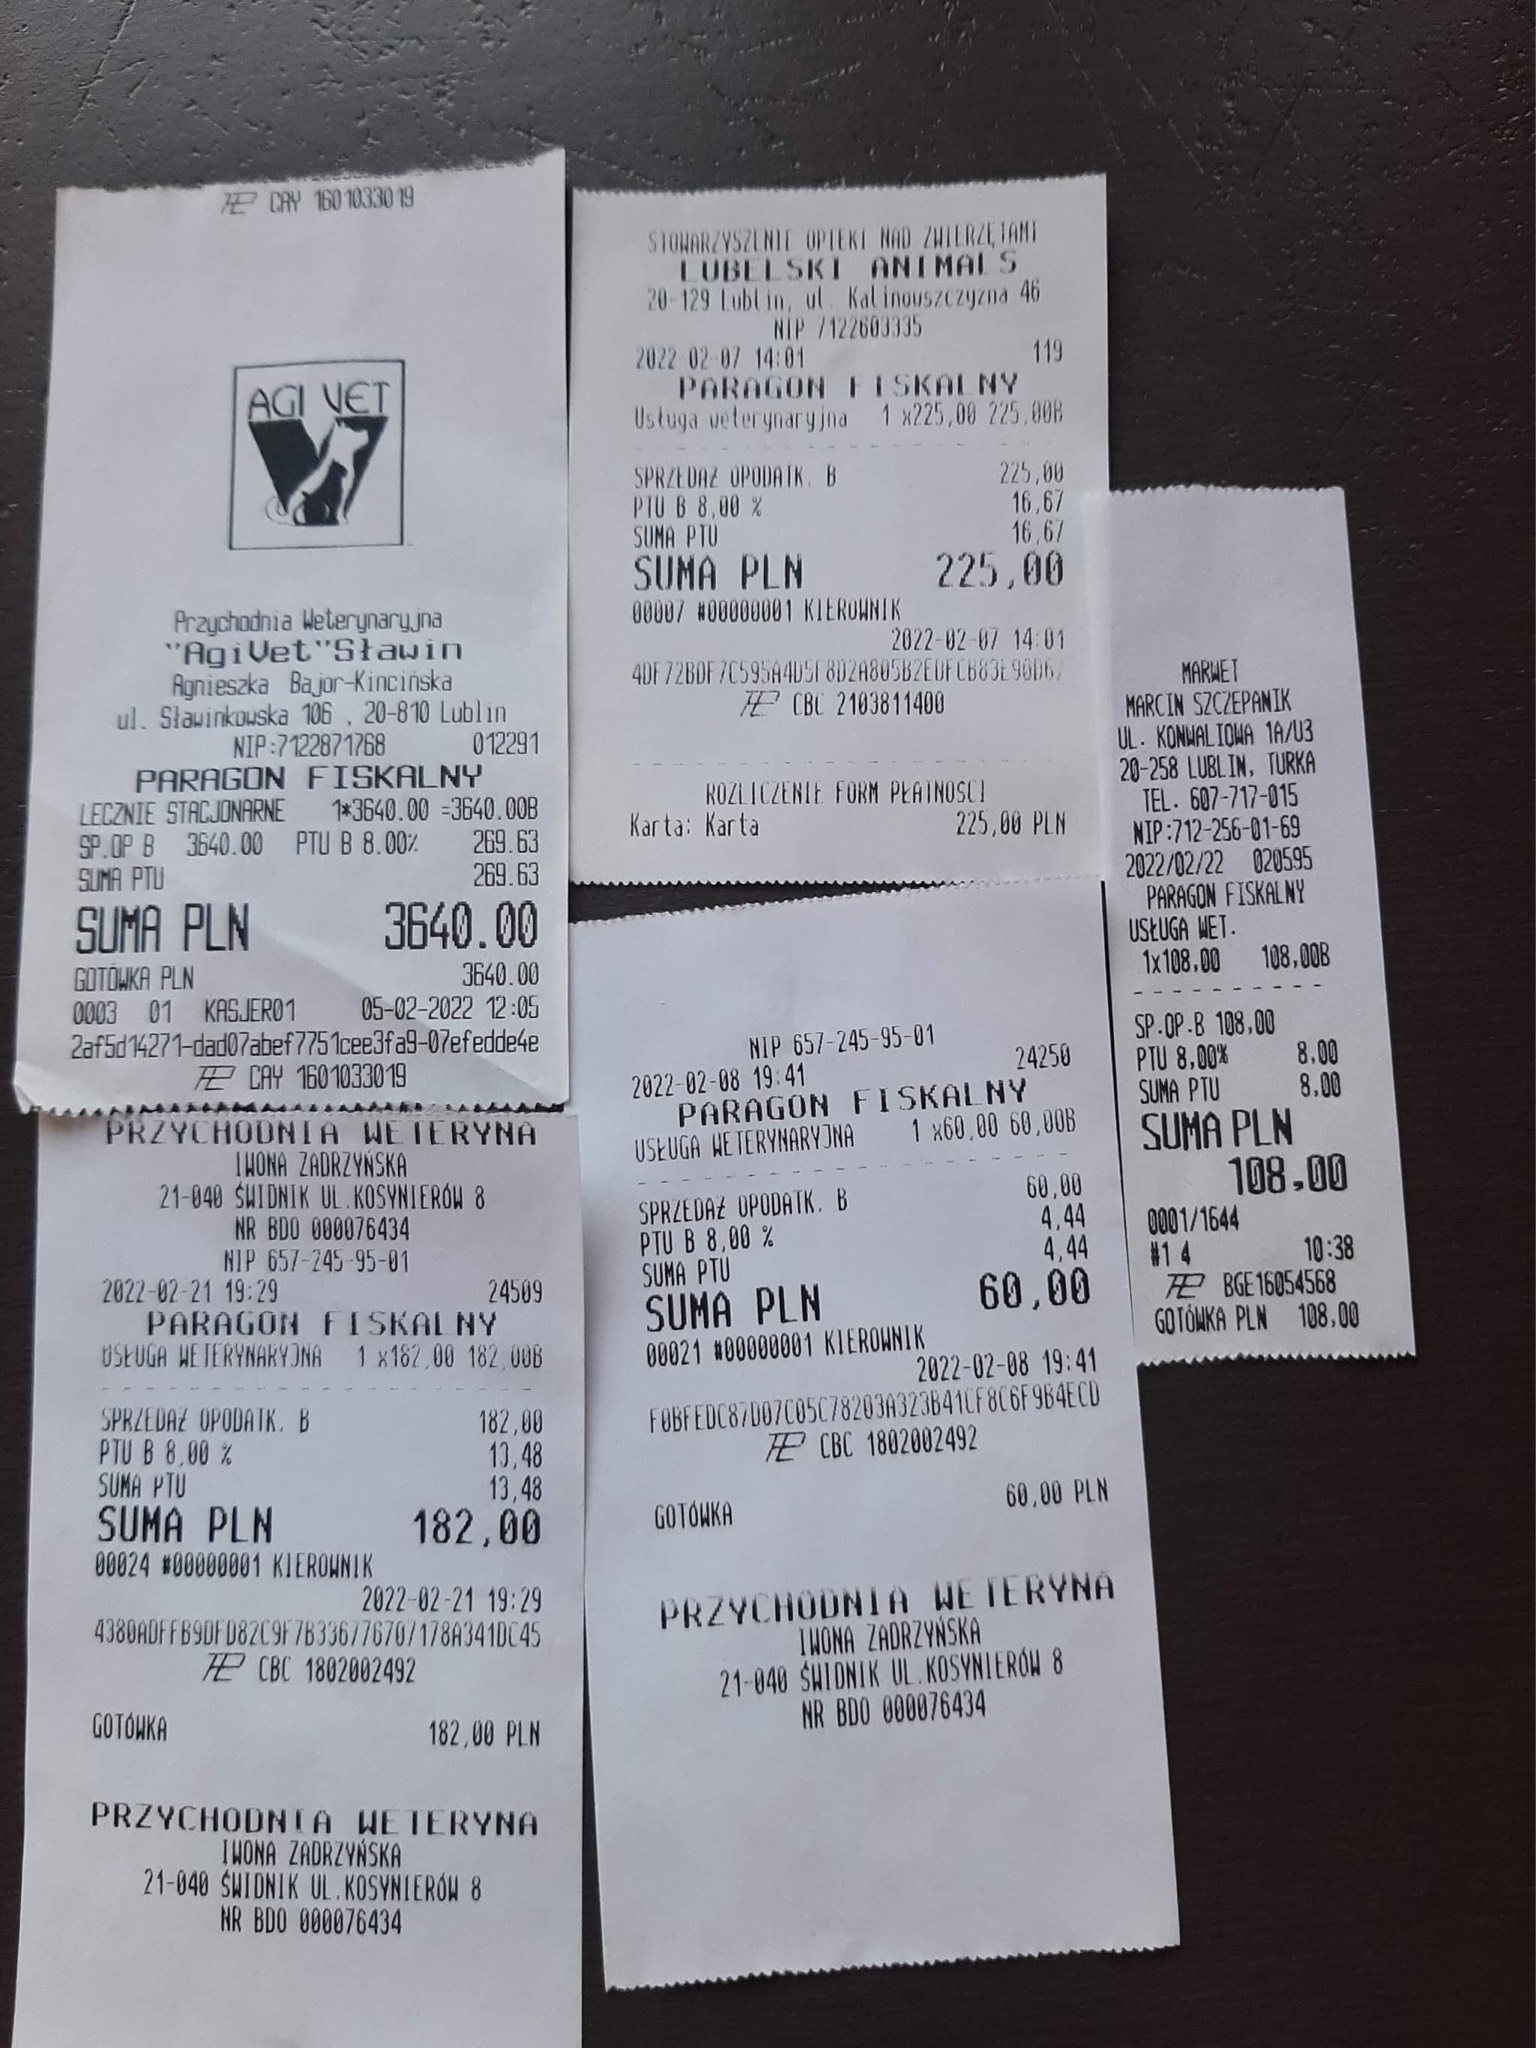 CAY 1601033019
AGI VET
Przychodnia Weterynaryjna
"AgiVet"Sławin
Agnieszka Bajor-Kincińska
ul. Sławinkowska 106 , 20-810 Lublin
NIP:7122871768 012291
PARAGON FISKALNY
LECZNIE STACJONARNE 1*3640.00 =3640.00B
SP.OP B 3640.00 PTU B 8.00% 269.63
SUMA PTU 269.63
SUMA PLN 3640.00
GOTÓWKA PLN 3640.00
0003 01 KASJER01 05-02-2022 12:05
2af5d14271-dad07abef7751cee3fa9-07efedde4e
CAY 1601033019
STOWARZYSZENIE OPIEKI NAD ZWIERZĘTAMI
LUBELSKI ANIMALS
20-129 Lublin, ul. Kalinowszczyzna 46
NIP 7122603335
2022-02-07 14:01 119
PARAGON FISKALNY
Usługa weterynaryjna 1 x225,00 225,00B
SPRZEDAŻ OPODATK. B 225,00
PTU B 8,00 % 16,67
SUMA PTU 16,67
SUMA PLN 225,00
00007 #00000001 KIEROWNIK
2022-02-07 14:01
CBC 2103811400
ROZLICZENIE FORM PŁATNOŚCI
Karta: Karta 225,00 PLN
MARWET
MARCIN SZCZEPANIK
UL. KONWALIOWA 1A/U3
20-258 LUBLIN, TURKA
TEL. 607-717-015
NIP:712-256-01-69
2022/02/22 020595
PARAGON FISKALNY
USŁUGA WET.
1x108,00 108,00B
SP.OP.B 108,00
PTU 8,00% 8,00
SUMA PTU 8,00
SUMA PLN
108,00
0001/1644
#1 4 10:38
BGE16054568
GOTÓWKA PLN 108,00
PRZYCHODNIA WETERYNA
IWONA ZADRZYŃSKA
21-040 ŚWIDNIK UL.KOSYNIERÓW 8
NR BDO 000076434
NIP 657-245-95-01
2022-02-21 19:29 24509
PARAGON FISKALNY
USŁUGA WETERYNARYJNA 1 x182,00 182,00B
SPRZEDAŻ OPODATK. B 182,00
PTU B 8,00 % 13,48
SUMA PTU 13,48
SUMA PLN 182,00
00024 #00000001 KIEROWNIK
2022-02-21 19:29
CBC 1802002492
GOTÓWKA 182,00 PLN
PRZYCHODNIA WETERYNA
IWONA ZADRZYŃSKA
21-040 ŚWIDNIK UL.KOSYNIERÓW 8
NR BDO 000076434
NIP 657-245-95-01
2022-02-08 19:41 24250
PARAGON FISKALNY
USŁUGA WETERYNARYJNA 1 x60,00 60,00B
SPRZEDAŻ OPODATK. B 60,00
PTU B 8,00 % 4,44
SUMA PTU 4,44
SUMA PLN 60,00
00021 #00000001 KIEROWNIK
2022-02-08 19:41
F0BFEDC87D07C05C78203A323B41CF8C6F9B4ECD
CBC 1802002492
GOTÓWKA 60,00 PLN
PRZYCHODNIA WETERYNA
IWONA ZADRZYŃSKA
21-040 ŚWIDNIK UL.KOSYNIERÓW 8
NR BDO 000076434